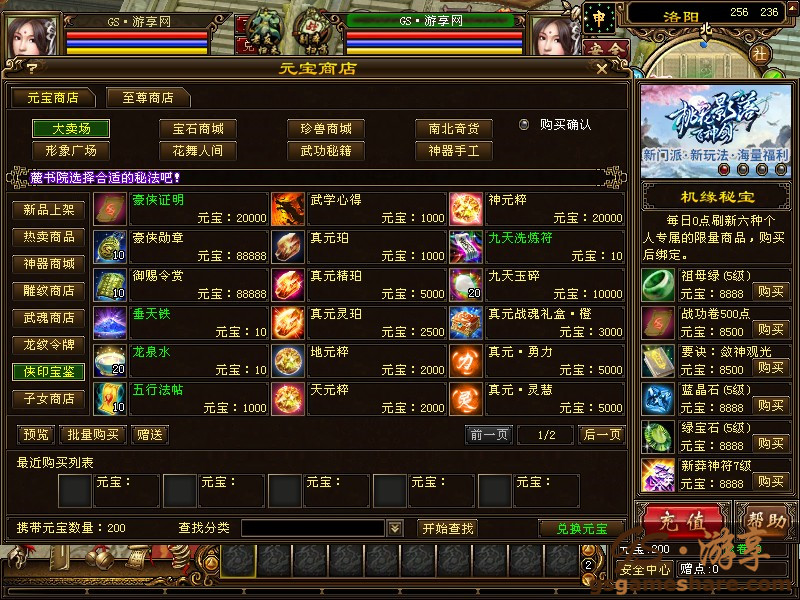 GS·游享网
GS·游享网
申
洛阳 256 236
北
安全
社
?
元宝商店
元宝商店 至尊商店
大卖场 宝石商城 珍兽商城 南北奇货 购买确认
形象广场 花舞人间 武功秘籍 神器手工
麓书院选择合适的秘法吧!
新品上架
热卖商品
神器商城
雕纹商店
武魂商店
龙纹令牌
侠印宝鉴
子女商店
豪侠证明 元宝:20000
武学心得 元宝:1000
神元粹 元宝:20000
豪侠勋章 10 元宝:88888
真元珀 元宝:1000
九天洗炼符 元宝:10
御赐令赏 10 元宝:88888
真元精珀 元宝:5000
九天玉碎 20 元宝:10000
垂天铁 元宝:10
真元灵珀 元宝:2500
真元战魂礼盒·橙 元宝:3000
龙泉水 20 元宝:10
地元粹 元宝:2000
真元·勇力 元宝:5000
五行法帖 10 元宝:1000
天元粹 元宝:2000
真元·灵慧 元宝:5000
预览 批量购买 赠送 前一页 1/2 后一页
最近购买列表
元宝: 元宝: 元宝: 元宝: 元宝:
携带元宝数量:200 查找分类 开始查找 兑换元宝
新门派·新玩法·海量福利
机缘秘宝
每日0点刷新六种个
人专属的限量商品,购买
后绑定。
祖母绿(5级)
元宝:8888 购买
战功卷500点
元宝:8500 购买
要诀:敛神观光
元宝:8500 购买
蓝晶石(5级)
元宝:8888 购买
绿宝石(5级)
元宝:8888 购买
新莽神符7级
元宝:8888 购买
充值 帮助
元宝:200
安全中心 赠点:0
2
游享
gsgameshare.com